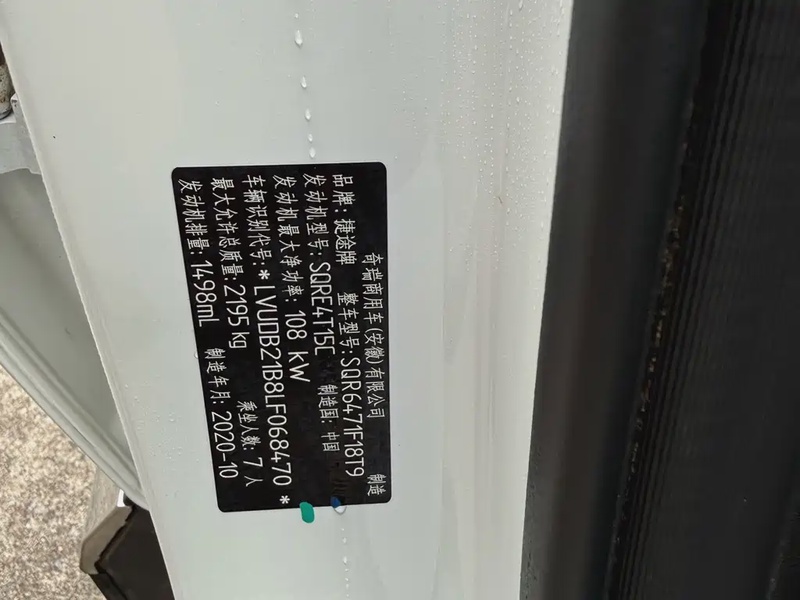 奇瑞商用车(安徽)有限公司 制造
品牌:捷途牌 整车型号:SQR6471F18T9
发动机型号:SQRE4T15C 制造国:中国
发动机最大净功率:108 kW
车辆识别代号:*LVUDB21B8LF068470*
最大允许总质量:2195 kg 乘坐人数:7人
发动机排量:1498mL 制造年月:2020-10